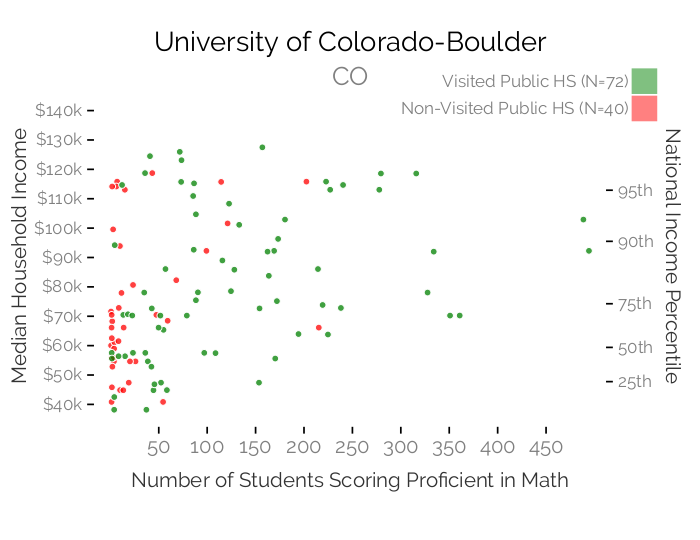 University of Colorado-Boulder
CO
Visited Public HS (N=72)
Non-Visited Public HS (N=40)
Median Household Income
$140k
$130k
$120k
$110k
$100k
$90k
$80k
$70k
$60k
$50k
$40k
National Income Percentile
95th
90th
75th
50th
25th
50 100 150 200 250 300 350 400 450
Number of Students Scoring Proficient in Math